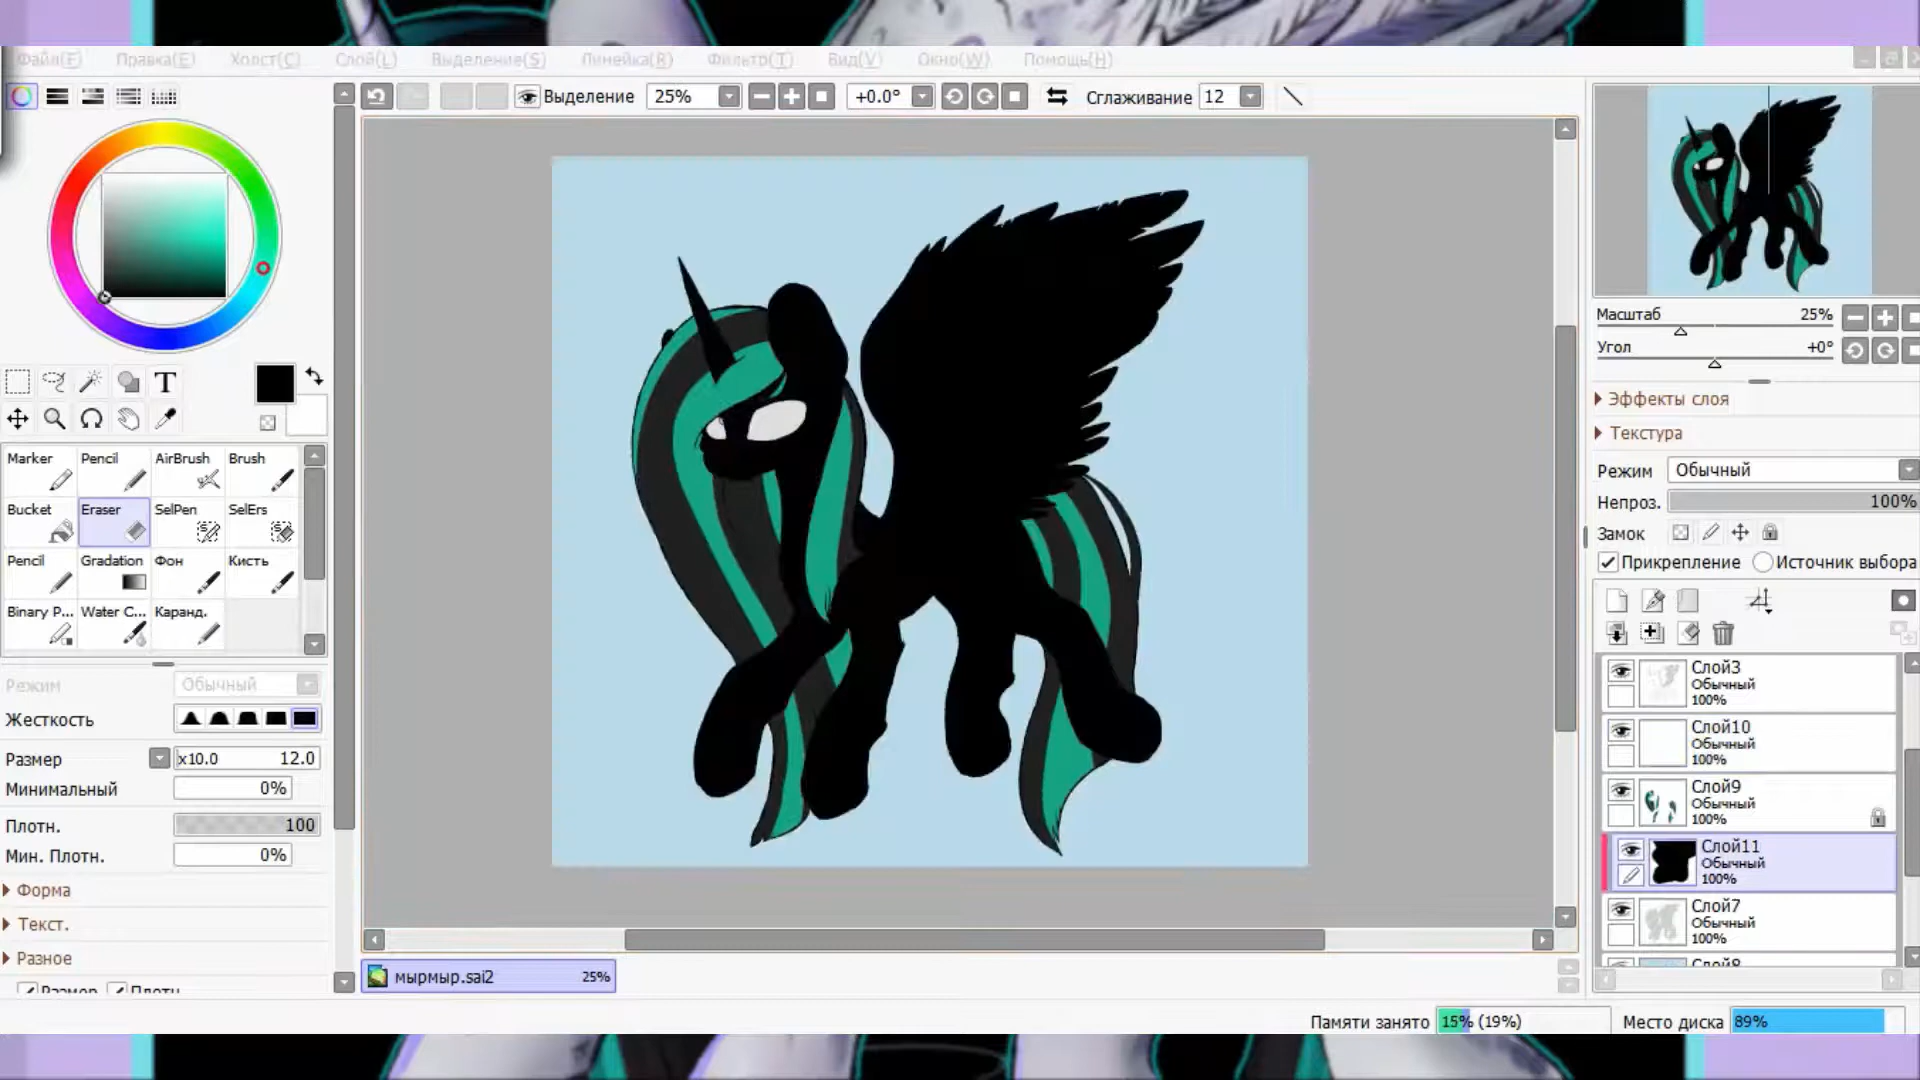 Файл(F) Правка(E) Холст(C) Слой(L) Выделение(S) Линейка(R) Фильтр(T) Вид(V) Окно(W) Помощь(H)
Выделение 25% +0.0° Сглаживание 12
Масштаб 25%
Угол +0°
Эффекты слоя
Текстура
Режим Обычный
Непроз. 100%
Замок
Прикрепление Источник выбора
T
Marker Pencil AirBrush Brush
Bucket Eraser SelPen SelErs
Pencil Gradation Фон Кисть
Binary P... Water C... Каранд.
Режим Обычный
Жесткость
Размер x10.0 12.0
Минимальный 0%
Плотн. 100
Мин. Плотн. 0%
Форма
Текст.
Разное
Размер Плотн
Слой3
Обычный
100%
Слой10
Обычный
100%
Слой9
Обычный
100%
Слой11
Обычный
100%
Слой7
Обычный
100%
Слой8
мырмыр.sai2 25%
Памяти занято 15% (19%) Место диска 89%